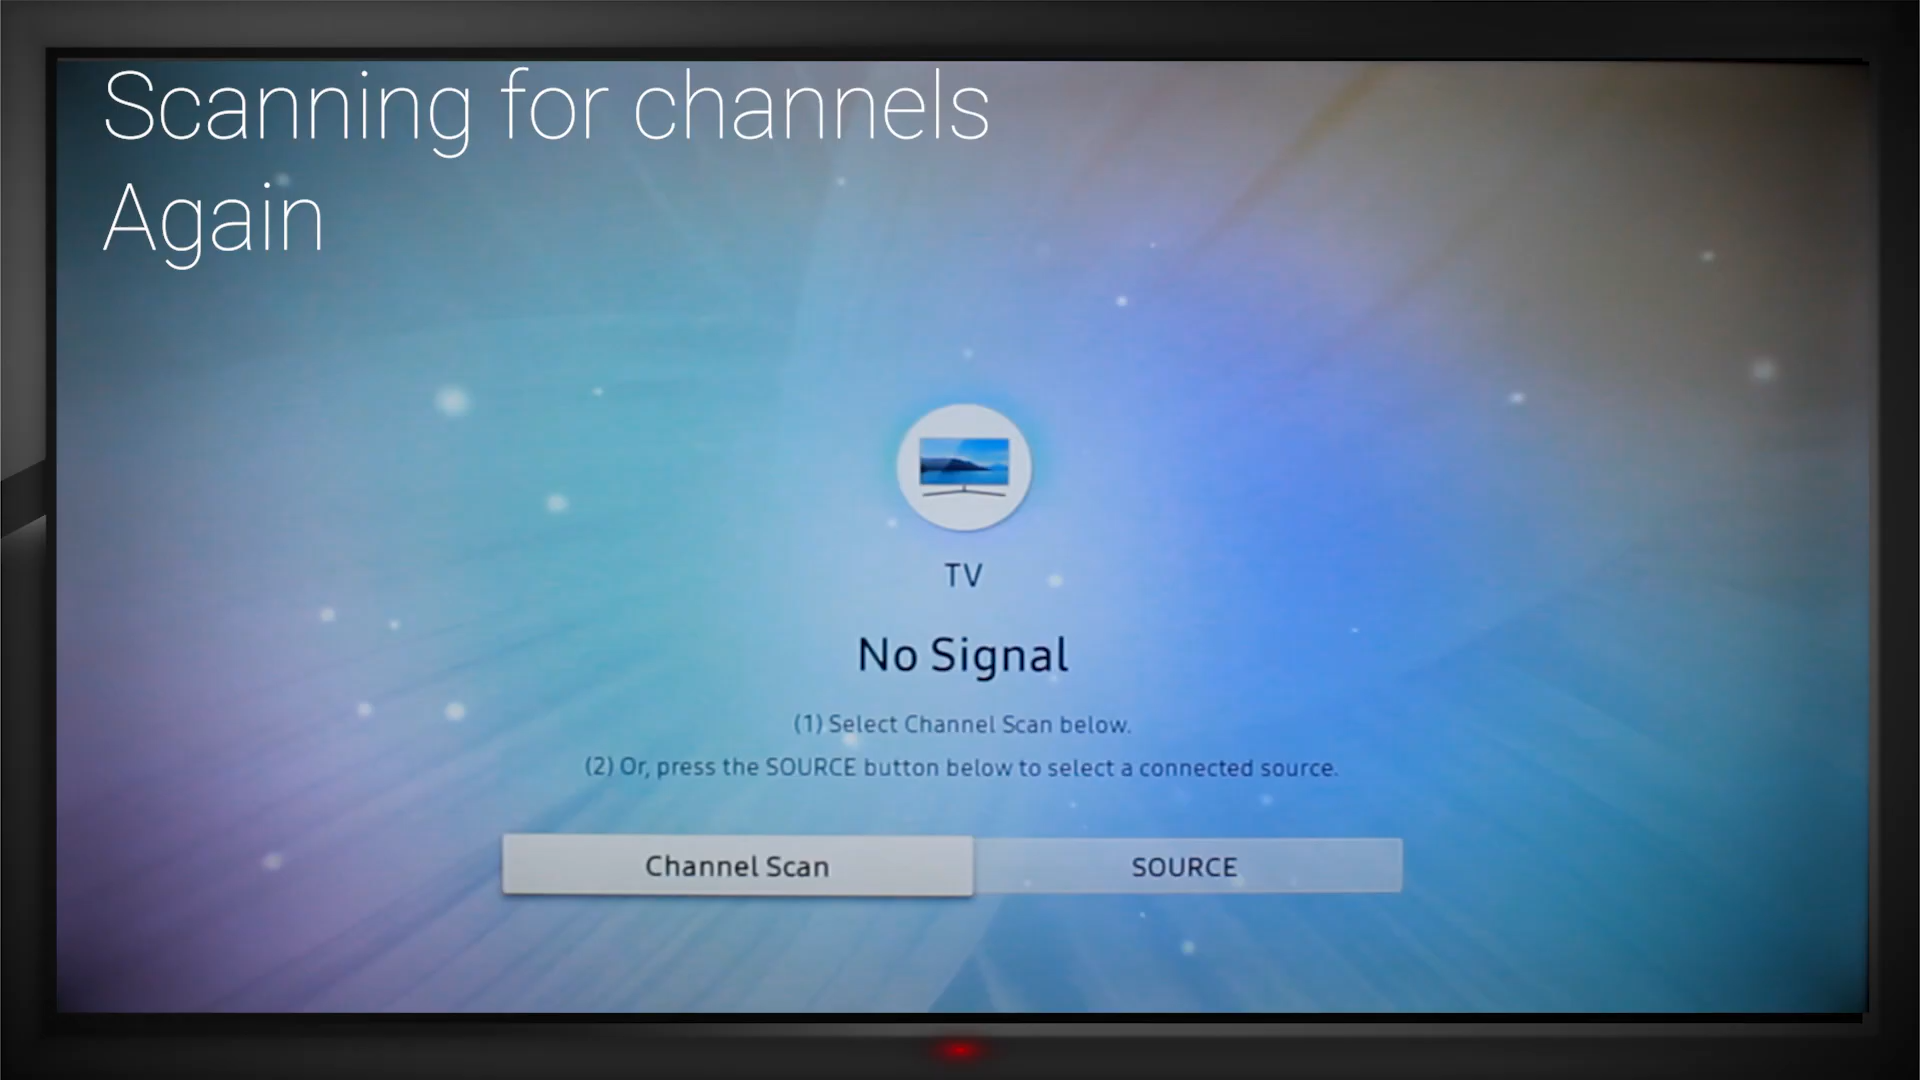 Scanning for channels
Again
TV
No Signal
(1) Select Channel Scan below.
(2) Or, press the SOURCE button below to select a connected source.
Channel Scan
SOURCE